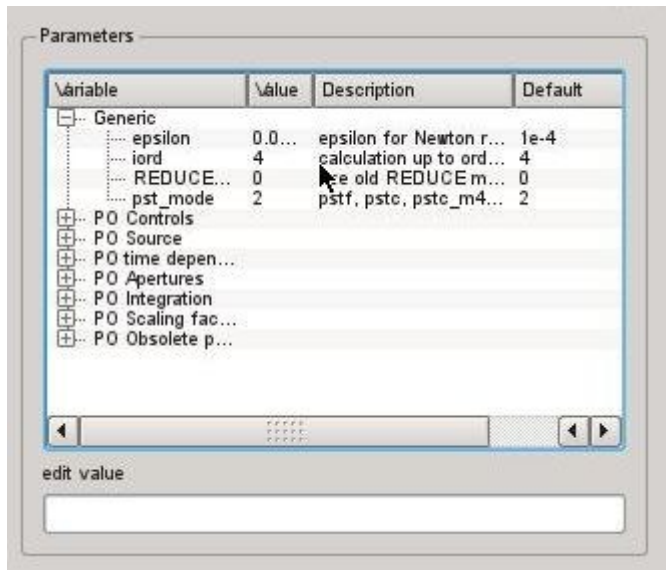 Parameters
Variable Value Description Default
Generic
epsilon 0.0... epsilon for Newton r... 1e-4
iord 4 calculation up to ord... 4
REDUCE... 0 old REDUCE m... 0
pst_mode 2 pstf, pstc, pstc_m4... 2
PO Controls
PO Source
PO time depen...
PO Apertures
PO Integration
PO Scaling fac...
PO Obsolete p...
edit value